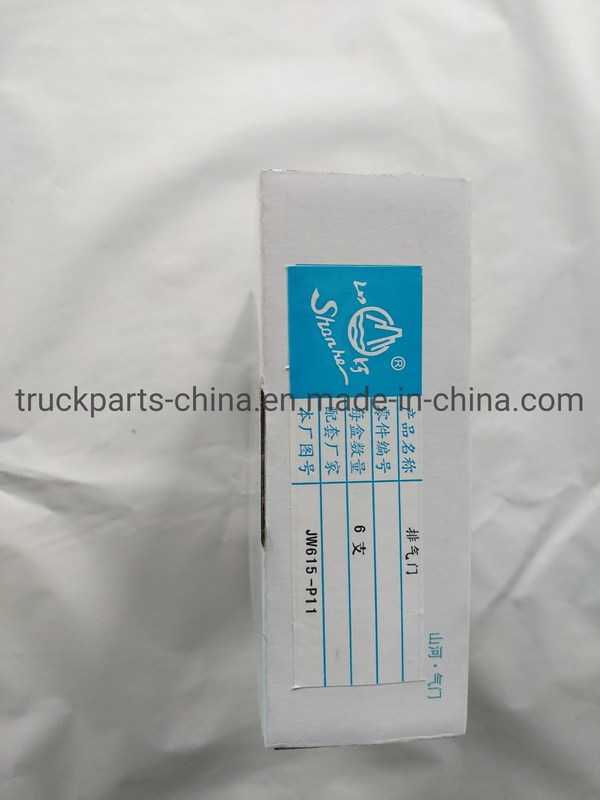 山河
®
Shanhe
产品名称 排气门
零件编号
每盒数量 6支
配套厂家
本厂图号 JW615-P11
山河·气门
truckparts-china.en.made-in-china.com